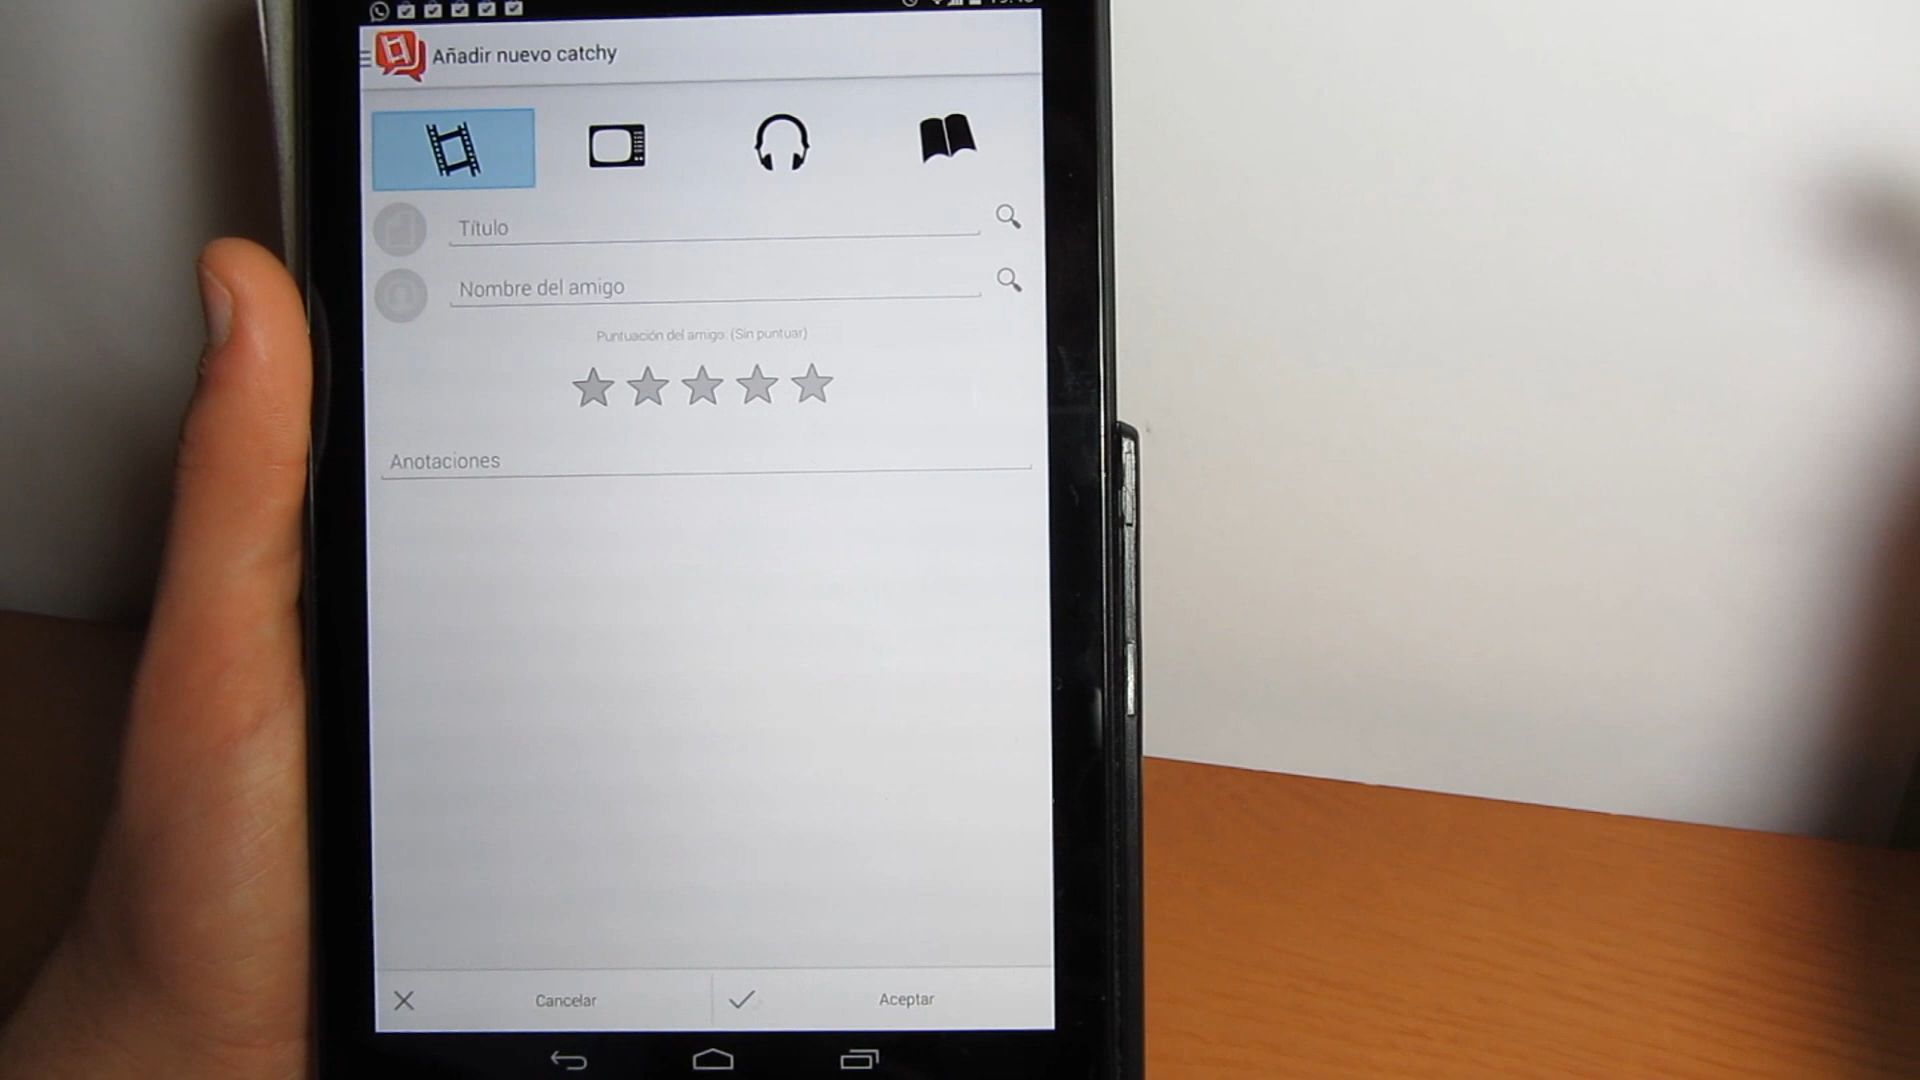 Añadir nuevo catchy
Título
Nombre del amigo
Puntuación del amigo: (Sin puntuar)
Anotaciones
Cancelar
Aceptar